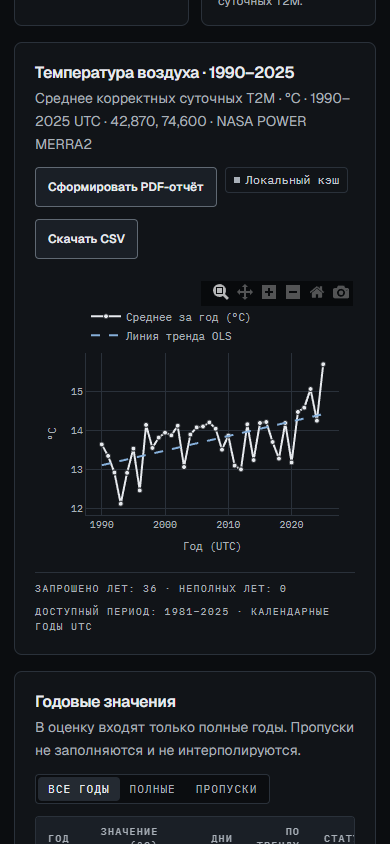 суточных T2M.
Температура воздуха · 1990–2025
Среднее корректных суточных T2M · °C · 1990–
2025 UTC · 42,870, 74,600 · NASA POWER
MERRA2
Сформировать PDF-отчёт
Локальный кэш
Скачать CSV
Среднее за год (°C)
Линия тренда OLS
15
14
13
12
°C
1990
2000
2010
2020
Год (UTC)
ЗАПРОШЕНО ЛЕТ: 36 · НЕПОЛНЫХ ЛЕТ: 0
ДОСТУПНЫЙ ПЕРИОД: 1981–2025 · КАЛЕНДАРНЫЕ
ГОДЫ UTC
Годовые значения
В оценку входят только полные годы. Пропуски
не заполняются и не интерполируются.
ВСЕ ГОДЫ
ПОЛНЫЕ
ПРОПУСКИ
ГОД
ЗНАЧЕНИЕ
ДНИ
ПО